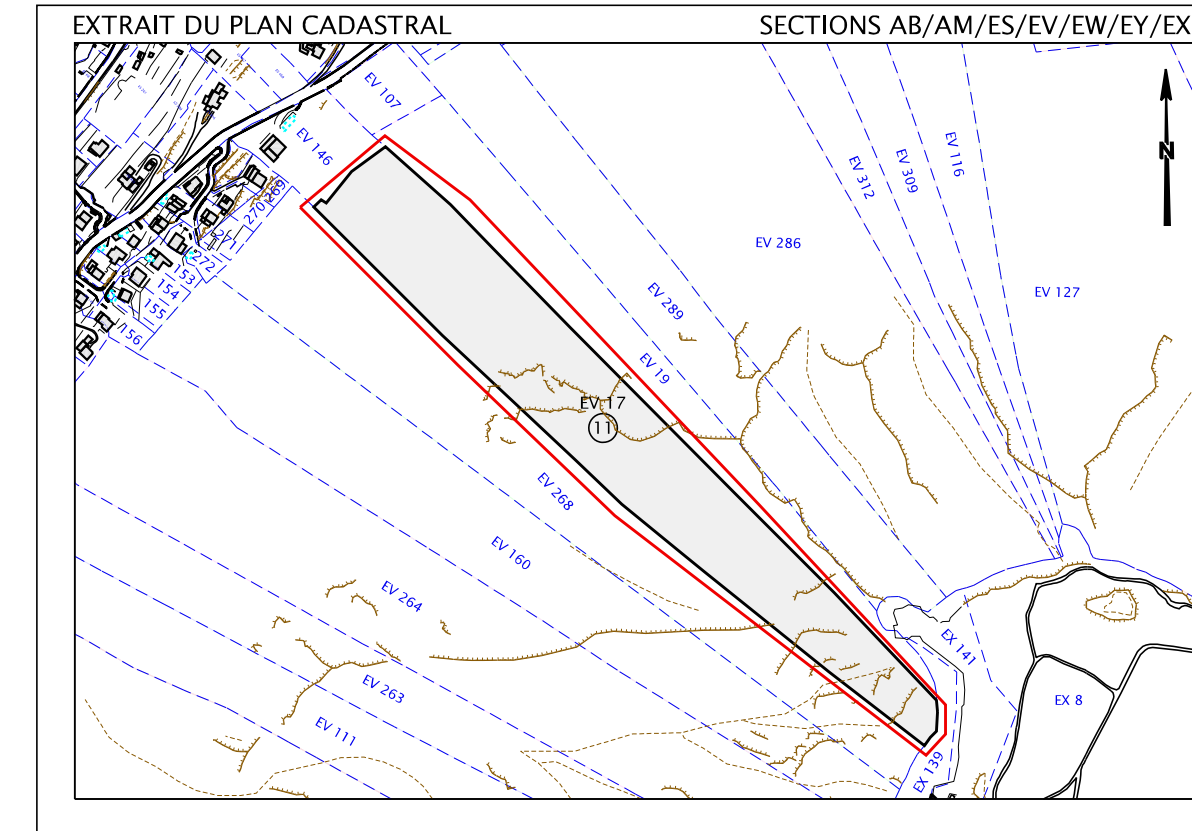 EXTRAIT DU PLAN CADASTRAL
SECTIONS AB/AM/ES/EV/EW/EY/EX
EV 107
EV 146
N
EV 116
EV 309
EV 312
269
270
271
272
153
154
155
156
EV 286
EV 127
EV 289
EV 19
EV 17
11
EV 268
EV 160
EV 264
EX 141
EV 263
EX 8
EV 111
EX 139